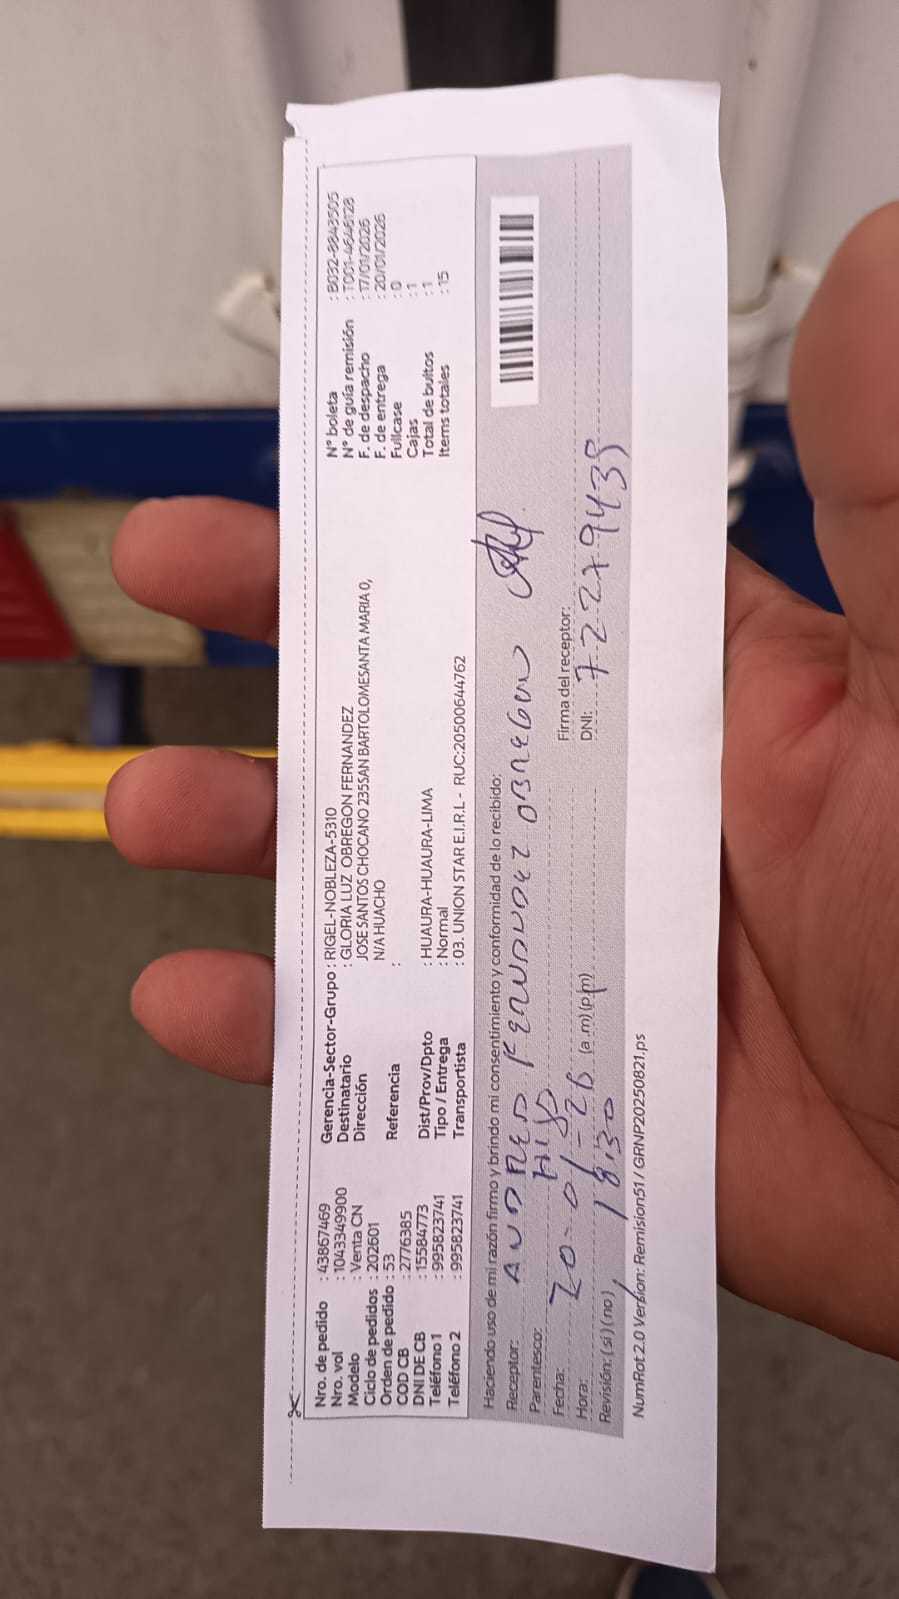 Nro. de pedido : 43867469
Nro. vol : 1043349900
Modelo : Venta CN
Ciclo de pedidos : 202601
Orden de pedido : 53
COD CB : 2776385
DNI DE CB : 15584773
Teléfono 1 : 995823741
Teléfono 2 : 995823741
Gerencia-Sector-Grupo : RIGEL-NOBLEZA-5310
Destinatario : GLORIA LUZ OBREGON FERNANDEZ
Dirección JOSE SANTOS CHOCANO 235SAN BARTOLOMESANTA MARIA 0,
N/A HUACHO
Referencia :
Dist/Prov/Dpto : HUAURA-HUAURA-LIMA
Tipo / Entrega : Normal
Transportista : 03. UNION STAR E.I.R.L - RUC:20500644762
N° boleta : B032-8843505
N° de guía remisión : T001-4646128
F. de despacho : 17/01/2026
F. de entrega : 20/01/2026
Fullcase : 0
Cajas : 1
Total de bultos : 1
Items totales : 15
Haciendo uso de mi razón firmo y brindo mi consentimiento y conformidad de lo recibido:
Receptor: ANDRES FERNANDEZ OBREGON
Parentesco: HIJO
Fecha: 20-01-26
Hora: 18:30 (a.m) (p.m)
Revisión: (si) (no)
Firma del receptor:
DNI: 72279435
NumRot 2.0 Version: Remision51 / GRNP20250821.ps